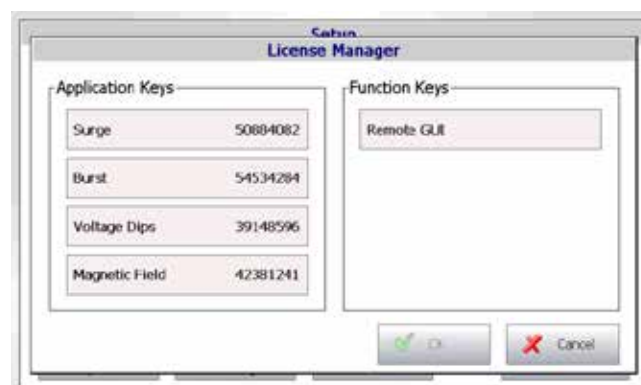 Setup
License Manager
Application Keys
Surge 50884082
Burst 54534284
Voltage Dips 39148596
Magnetic Field 42381241
Function Keys
Remote GUI
Ok
Cancel